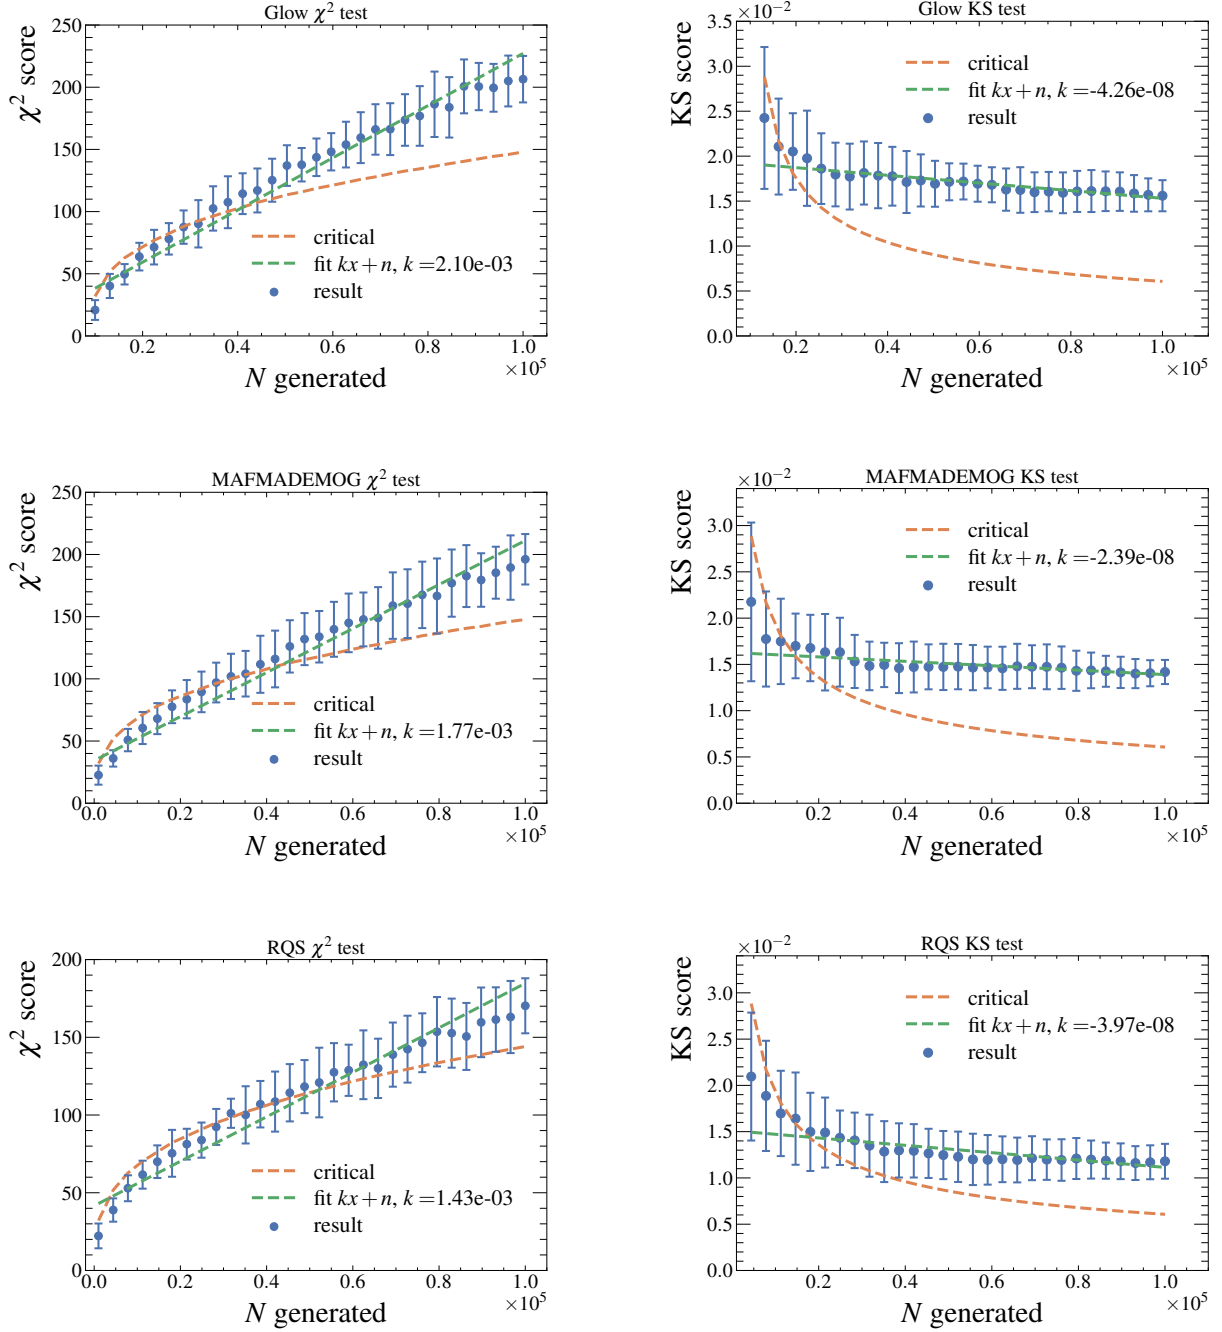 Glow χ² test
χ² score
250
200
150
100
50
0
critical
fit kx + n, k =2.10e-03
result
0.2 0.4 0.6 0.8 1.0
×10⁵
N generated
Glow KS test
×10⁻²
KS score
3.5
3.0
2.5
2.0
1.5
1.0
0.5
0.0
critical
fit kx + n, k =-4.26e-08
result
0.2 0.4 0.6 0.8 1.0
×10⁵
N generated
MAFMADEMOG χ² test
χ² score
250
200
150
100
50
0
critical
fit kx + n, k =1.77e-03
result
0.0 0.2 0.4 0.6 0.8 1.0
×10⁵
N generated
MAFMADEMOG KS test
×10⁻²
KS score
3.0
2.5
2.0
1.5
1.0
0.5
0.0
critical
fit kx + n, k =-2.39e-08
result
0.2 0.4 0.6 0.8 1.0
×10⁵
N generated
RQS χ² test
χ² score
200
150
100
50
0
critical
fit kx + n, k =1.43e-03
result
0.0 0.2 0.4 0.6 0.8 1.0
×10⁵
N generated
RQS KS test
×10⁻²
KS score
3.0
2.5
2.0
1.5
1.0
0.5
0.0
critical
fit kx + n, k =-3.97e-08
result
0.2 0.4 0.6 0.8 1.0
×10⁵
N generated